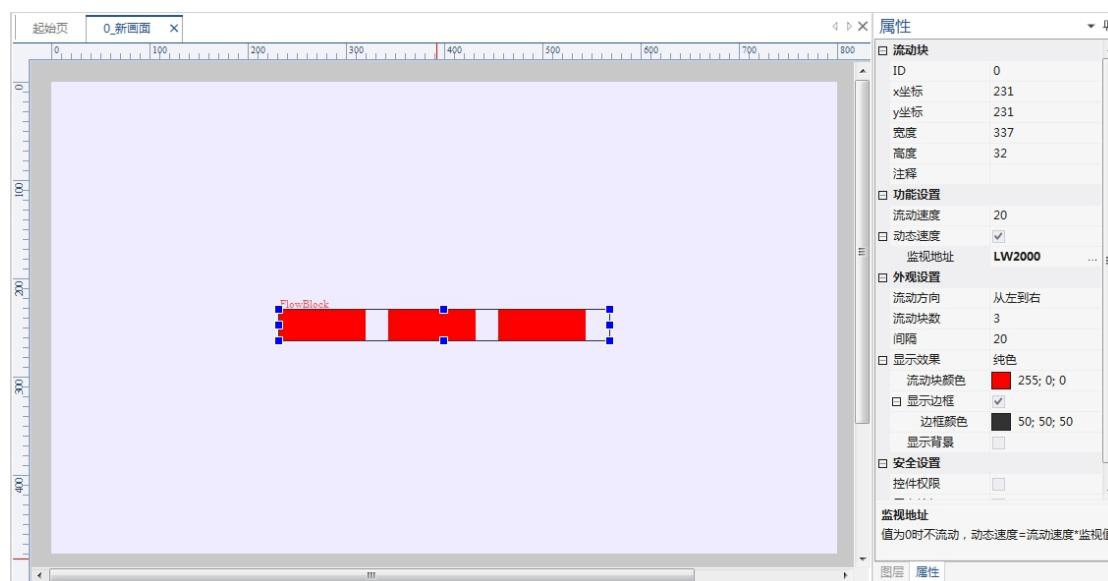 起始页 0_新画面
0 100 200 300 400 500 600 700 800
0
100
200
300
400
FlowBlock
属性
流动块
ID 0
x坐标 231
y坐标 231
宽度 337
高度 32
注释
功能设置
流动速度 20
动态速度
监视地址 LW2000 ...
外观设置
流动方向 从左到右
流动块数 3
间隔 20
显示效果 纯色
流动块颜色 255; 0; 0
显示边框
边框颜色 50; 50; 50
显示背景
安全设置
控件权限
监视地址
值为0时不流动，动态速度=流动速度*监视值
图层 属性